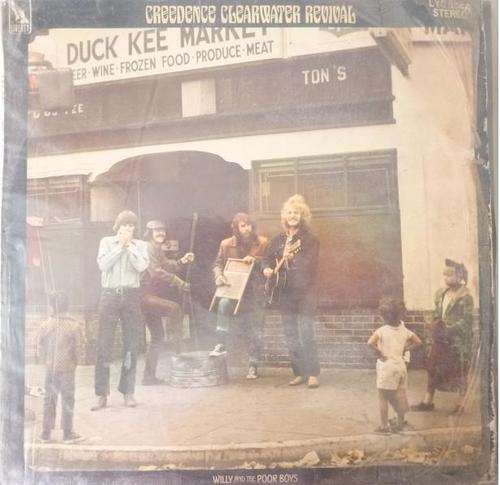 CREEDENCE CLEARWATER REVIVAL
STEREO
DUCK KEE MARKET
BEER·WINE·FROZEN FOOD·PRODUCE·MEAT
TON'S
WILLY AND THE POOR BOYS